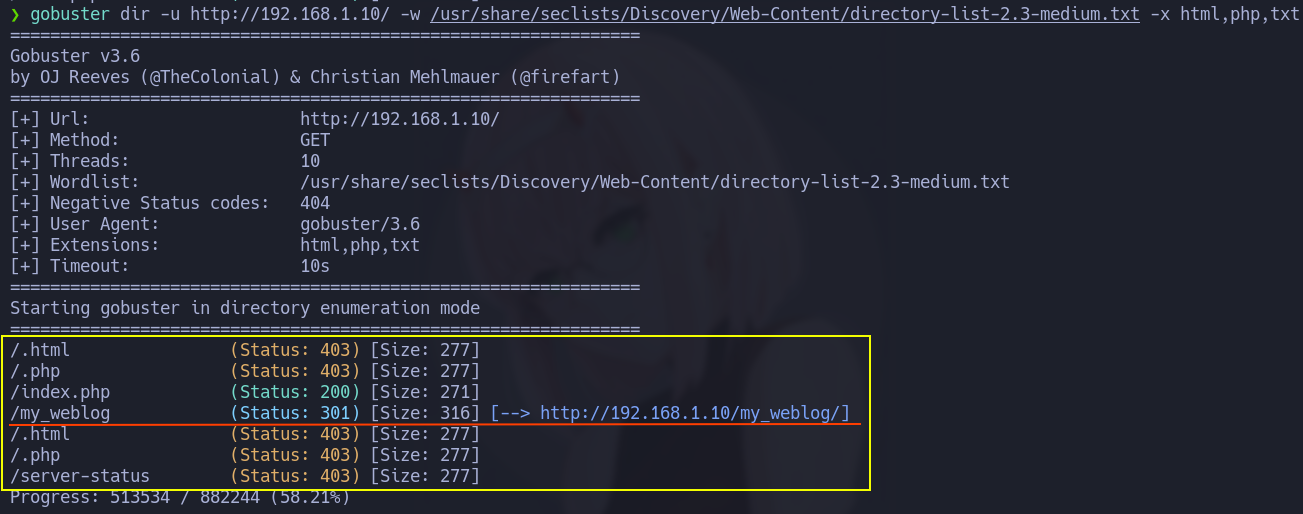 ❯ gobuster dir -u http://192.168.1.10/ -w /usr/share/seclists/Discovery/Web-Content/directory-list-2.3-medium.txt -x html,php,txt
===============================================================
Gobuster v3.6
by OJ Reeves (@TheColonial) & Christian Mehlmauer (@firefart)
===============================================================
[+] Url:                     http://192.168.1.10/
[+] Method:                  GET
[+] Threads:                 10
[+] Wordlist:                /usr/share/seclists/Discovery/Web-Content/directory-list-2.3-medium.txt
[+] Negative Status codes:   404
[+] User Agent:              gobuster/3.6
[+] Extensions:              html,php,txt
[+] Timeout:                 10s
===============================================================
Starting gobuster in directory enumeration mode
===============================================================
/.html                (Status: 403) [Size: 277]
/.php                 (Status: 403) [Size: 277]
/index.php            (Status: 200) [Size: 271]
/my_weblog            (Status: 301) [Size: 316] [--> http://192.168.1.10/my_weblog/]
/.html                (Status: 403) [Size: 277]
/.php                 (Status: 403) [Size: 277]
/server-status        (Status: 403) [Size: 277]
Progress: 513534 / 882244 (58.21%)